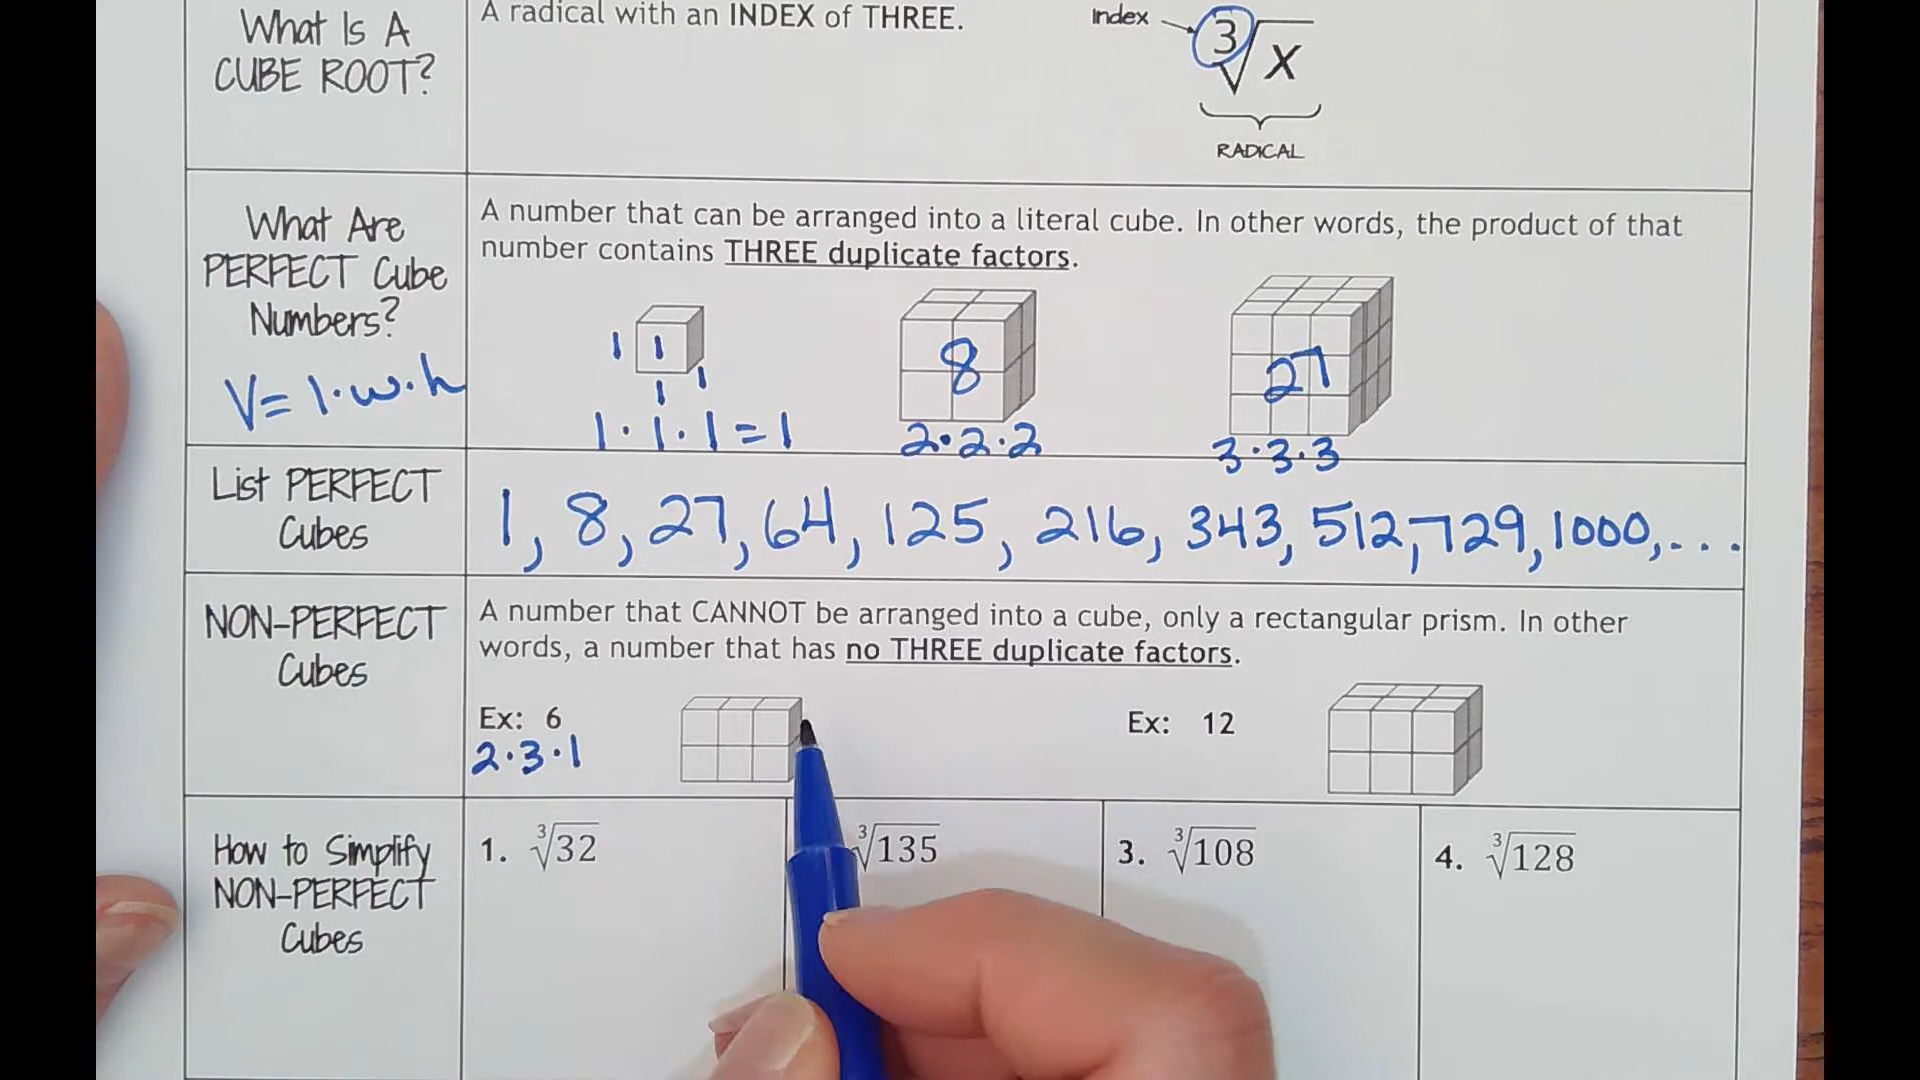 What Is A
CUBE ROOT?
A radical with an INDEX of THREE.
Index
3√x
RADICAL
What Are
PERFECT Cube
Numbers?
V = l · w · h
A number that can be arranged into a literal cube. In other words, the product of that
number contains THREE duplicate factors.
1 1
1
1
1 · 1 · 1 = 1
8
2 · 2 · 2
27
3 · 3 · 3
List PERFECT
Cubes
1, 8, 27, 64, 125, 216, 343, 512, 729, 1000, . . .
NON-PERFECT
Cubes
A number that CANNOT be arranged into a cube, only a rectangular prism. In other
words, a number that has no THREE duplicate factors.
Ex: 6
2 · 3 · 1
Ex: 12
How to Simplify
NON-PERFECT
Cubes
1. ∛32
∛135
3. ∛108
4. ∛128